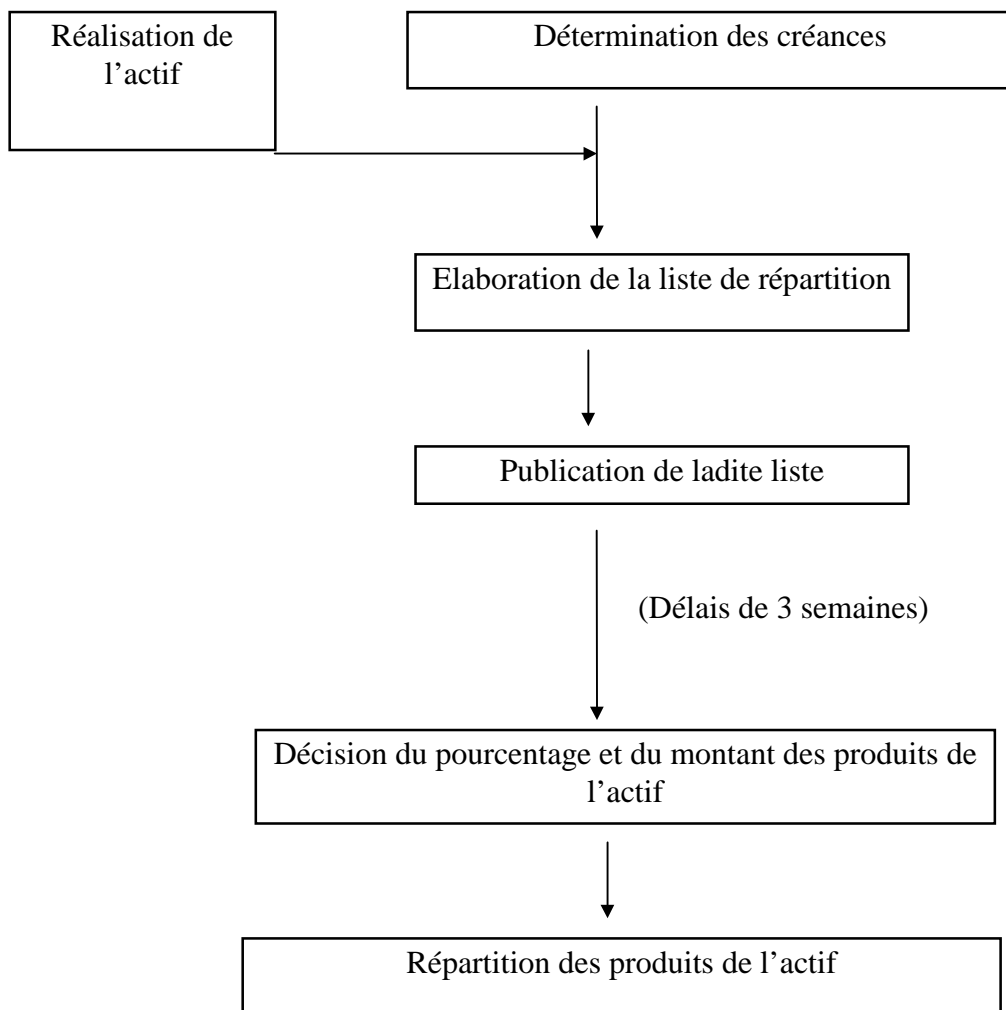 Réalisation de
l’actif
Détermination des créances
Elaboration de la liste de répartition
Publication de ladite liste
(Délais de 3 semaines)
Décision du pourcentage et du montant des produits de
l’actif
Répartition des produits de l’actif